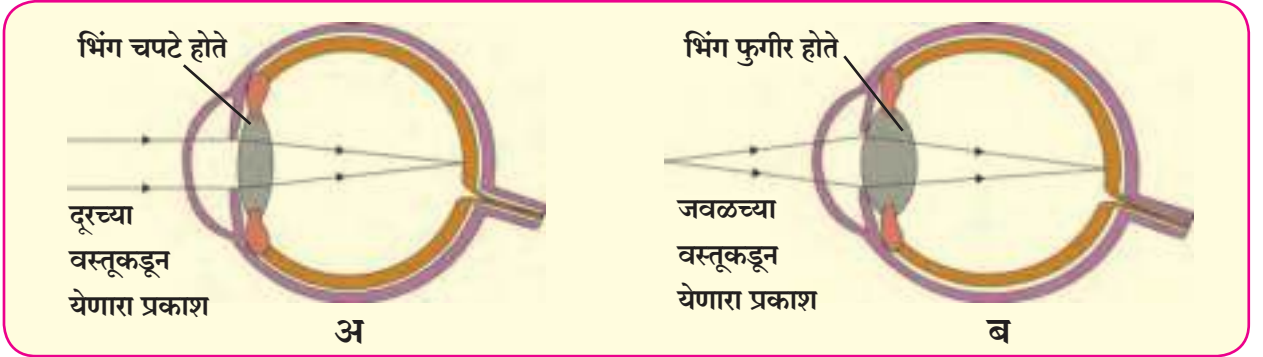 भिंग चपटे होते
दूरच्या
वस्तूकडून
येणारा प्रकाश
अ
भिंग फुगीर होते
जवळच्या
वस्तूकडून
येणारा प्रकाश
ब